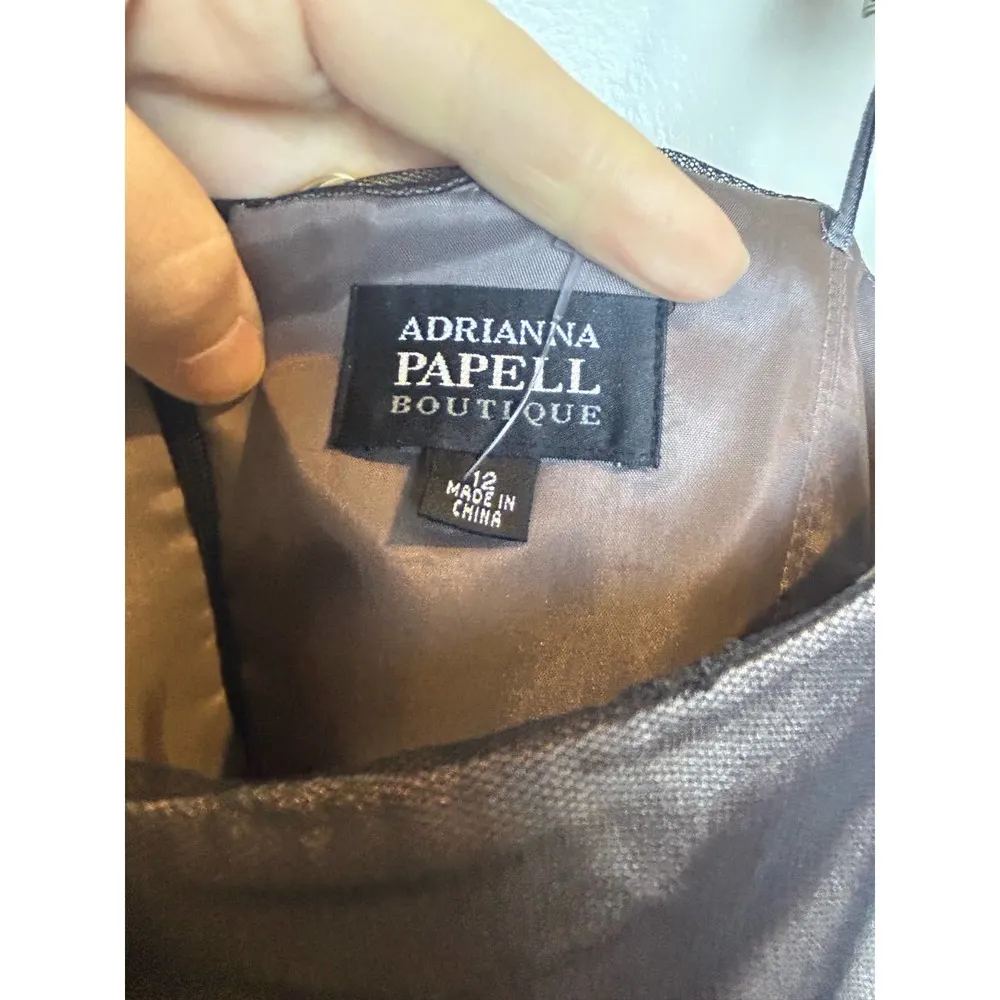 ADRIANNA
PAPELL
BOUTIQUE
12
MADE IN
CHINA